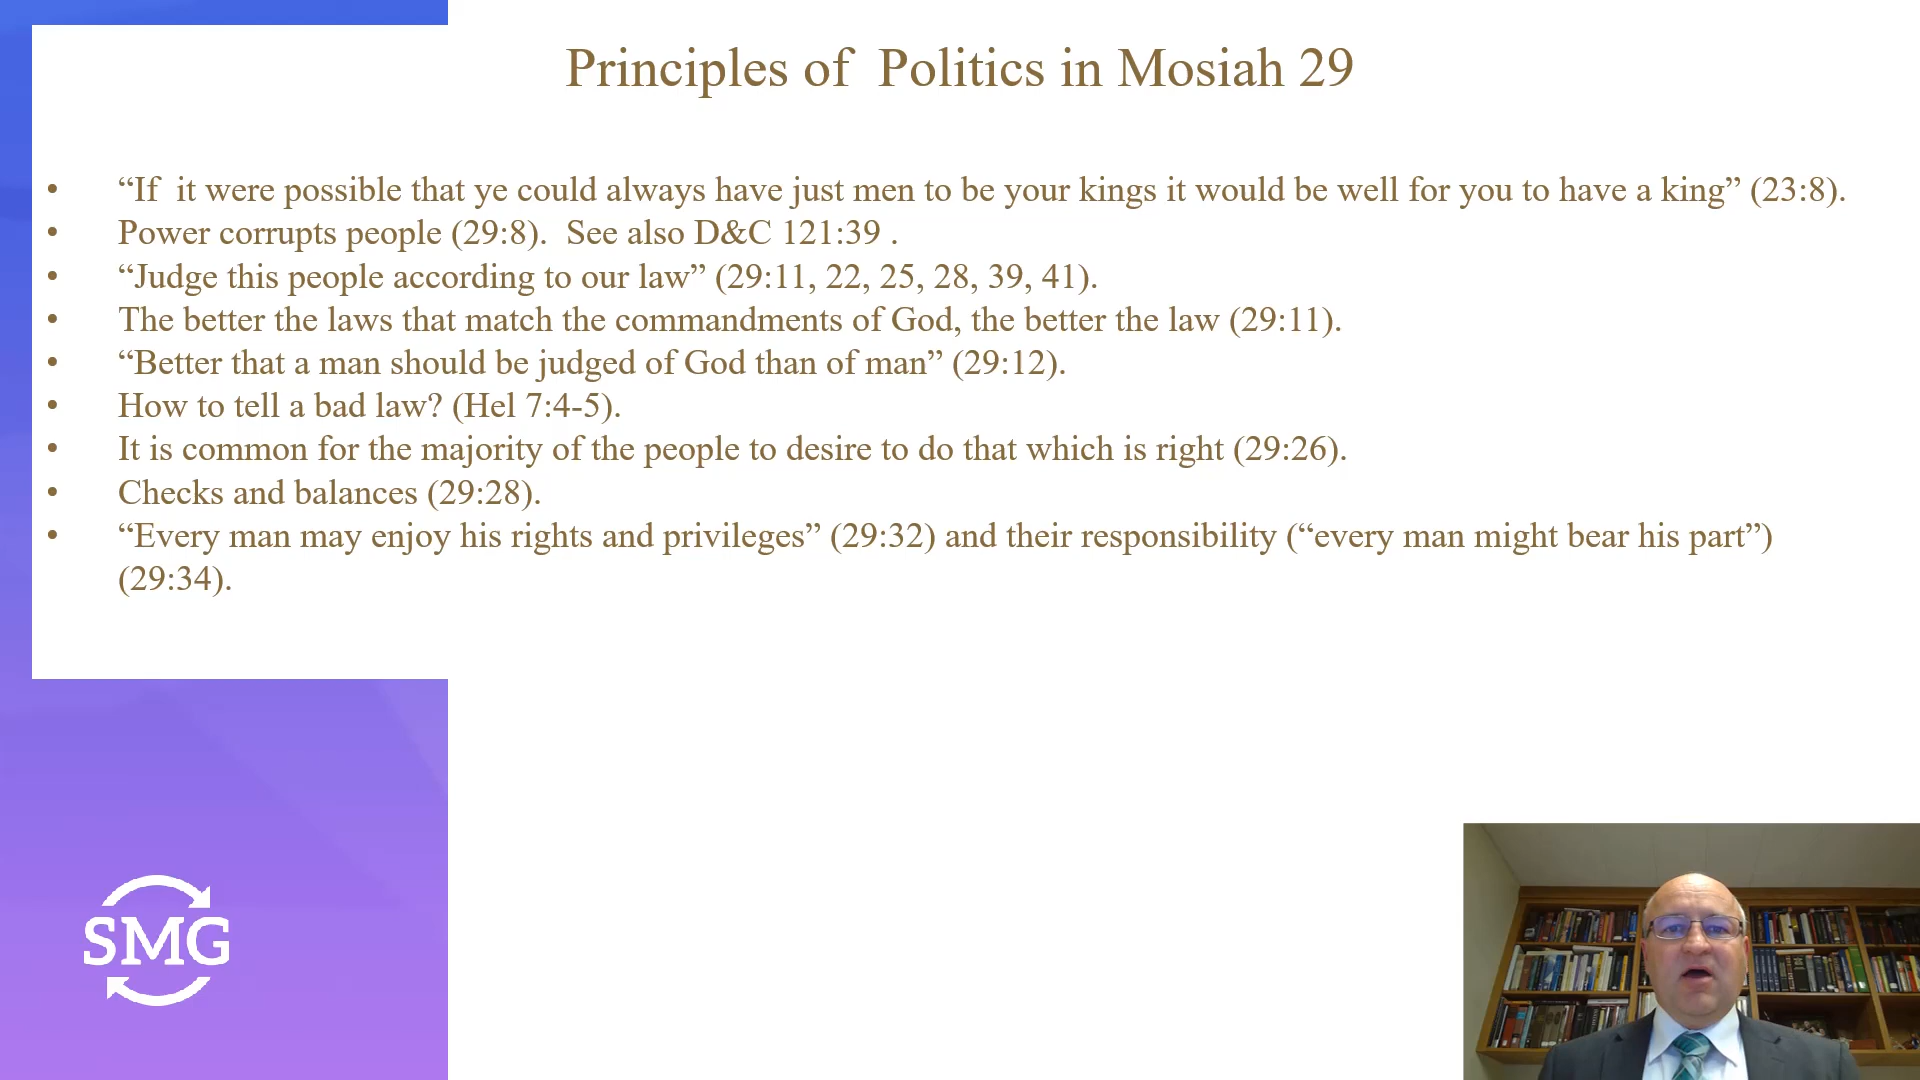 Principles of  Politics in Mosiah 29
• “If  it were possible that ye could always have just men to be your kings it would be well for you to have a king” (23:8).
• Power corrupts people (29:8).  See also D&C 121:39 .
• “Judge this people according to our law” (29:11, 22, 25, 28, 39, 41).
• The better the laws that match the commandments of God, the better the law (29:11).
• “Better that a man should be judged of God than of man” (29:12).
• How to tell a bad law? (Hel 7:4-5).
• It is common for the majority of the people to desire to do that which is right (29:26).
• Checks and balances (29:28).
• “Every man may enjoy his rights and privileges” (29:32) and their responsibility (“every man might bear his part”)
(29:34).
SMG